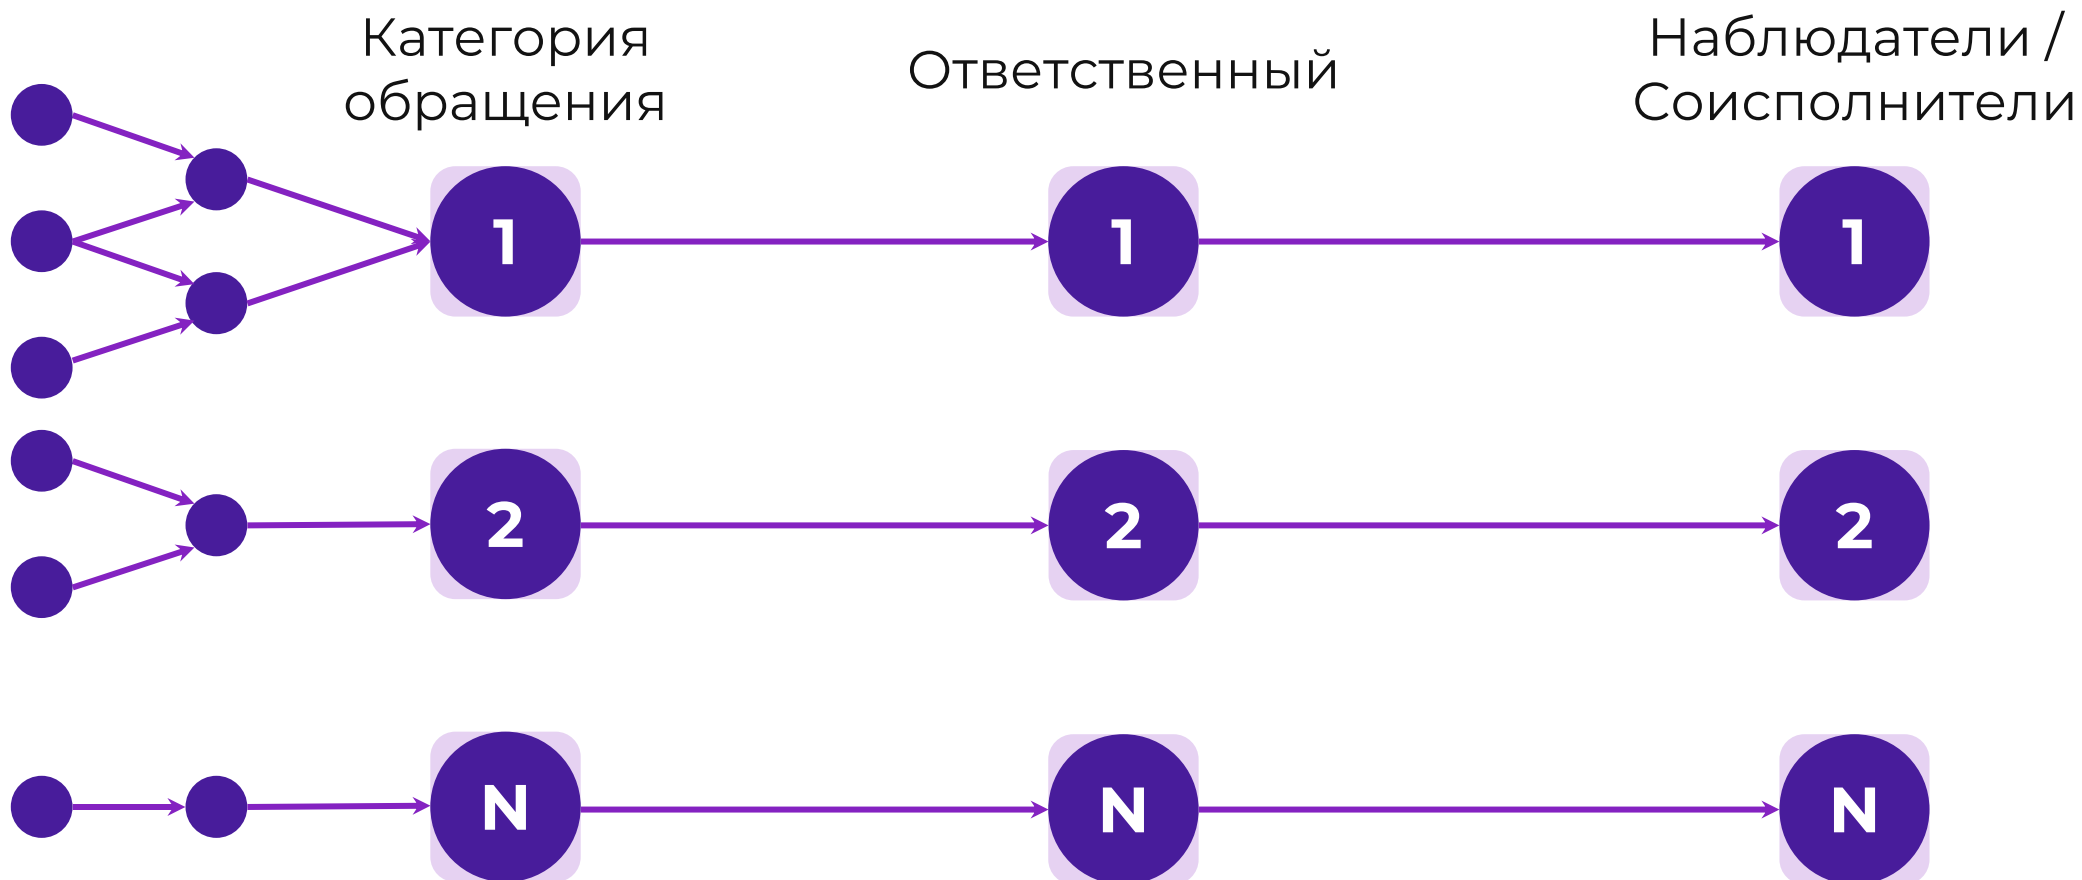 Категория
обращения
Ответственный
Наблюдатели /
Соисполнители
1
1
1
2
2
2
N
N
N